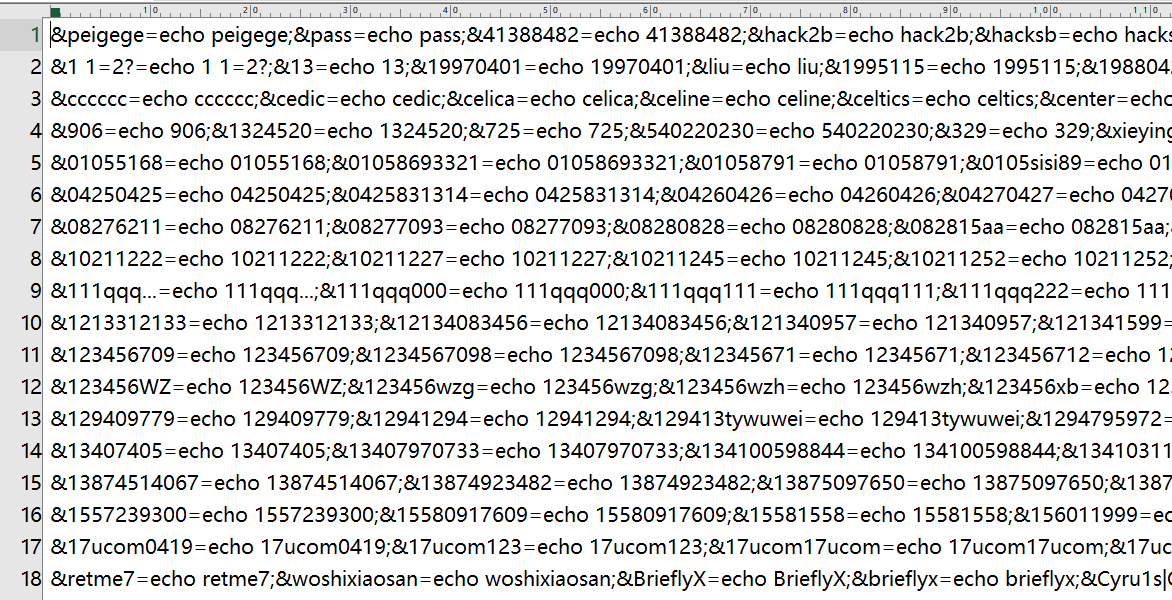 10 20 30 40 50 60 70 80 90 100 110
1 &peigege=echo peigege;&pass=echo pass;&41388482=echo 41388482;&hack2b=echo hack2b;&hacksb=echo hacks
2 &1 1=2?=echo 1 1=2?;&13=echo 13;&19970401=echo 19970401;&liu=echo liu;&1995115=echo 1995115;&198804
3 &cccccc=echo cccccc;&cedic=echo cedic;&celica=echo celica;&celine=echo celine;&celtics=echo celtics;&center=echo
4 &906=echo 906;&1324520=echo 1324520;&725=echo 725;&540220230=echo 540220230;&329=echo 329;&xieying
5 &01055168=echo 01055168;&01058693321=echo 01058693321;&01058791=echo 01058791;&0105sisi89=echo 01
6 &04250425=echo 04250425;&0425831314=echo 0425831314;&04260426=echo 04260426;&04270427=echo 0427
7 &08276211=echo 08276211;&08277093=echo 08277093;&08280828=echo 08280828;&082815aa=echo 082815aa;
8 &10211222=echo 10211222;&10211227=echo 10211227;&10211245=echo 10211245;&10211252=echo 10211252;
9 &111qqq...=echo 111qqq...;&111qqq000=echo 111qqq000;&111qqq111=echo 111qqq111;&111qqq222=echo 111
10 &1213312133=echo 1213312133;&12134083456=echo 12134083456;&121340957=echo 121340957;&121341599=
11 &123456709=echo 123456709;&1234567098=echo 1234567098;&12345671=echo 12345671;&123456712=echo 12
12 &123456WZ=echo 123456WZ;&123456wzg=echo 123456wzg;&123456wzh=echo 123456wzh;&123456xb=echo 12
13 &129409779=echo 129409779;&12941294=echo 12941294;&129413tywuwei=echo 129413tywuwei;&1294795972=
14 &13407405=echo 13407405;&13407970733=echo 13407970733;&134100598844=echo 134100598844;&13410311
15 &13874514067=echo 13874514067;&13874923482=echo 13874923482;&13875097650=echo 13875097650;&1387
16 &1557239300=echo 1557239300;&15580917609=echo 15580917609;&15581558=echo 15581558;&156011999=ec
17 &17ucom0419=echo 17ucom0419;&17ucom123=echo 17ucom123;&17ucom17ucom=echo 17ucom17ucom;&17uc
18 &retme7=echo retme7;&woshixiaosan=echo woshixiaosan;&BrieflyX=echo BrieflyX;&brieflyx=echo brieflyx;&Cyru1s|